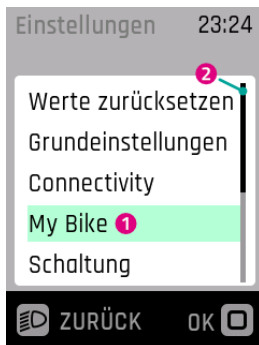 Einstellungen 23:24
2
Werte zurücksetzen
Grundeinstellungen
Connectivity
My Bike 1
Schaltung
ZURÜCK OK